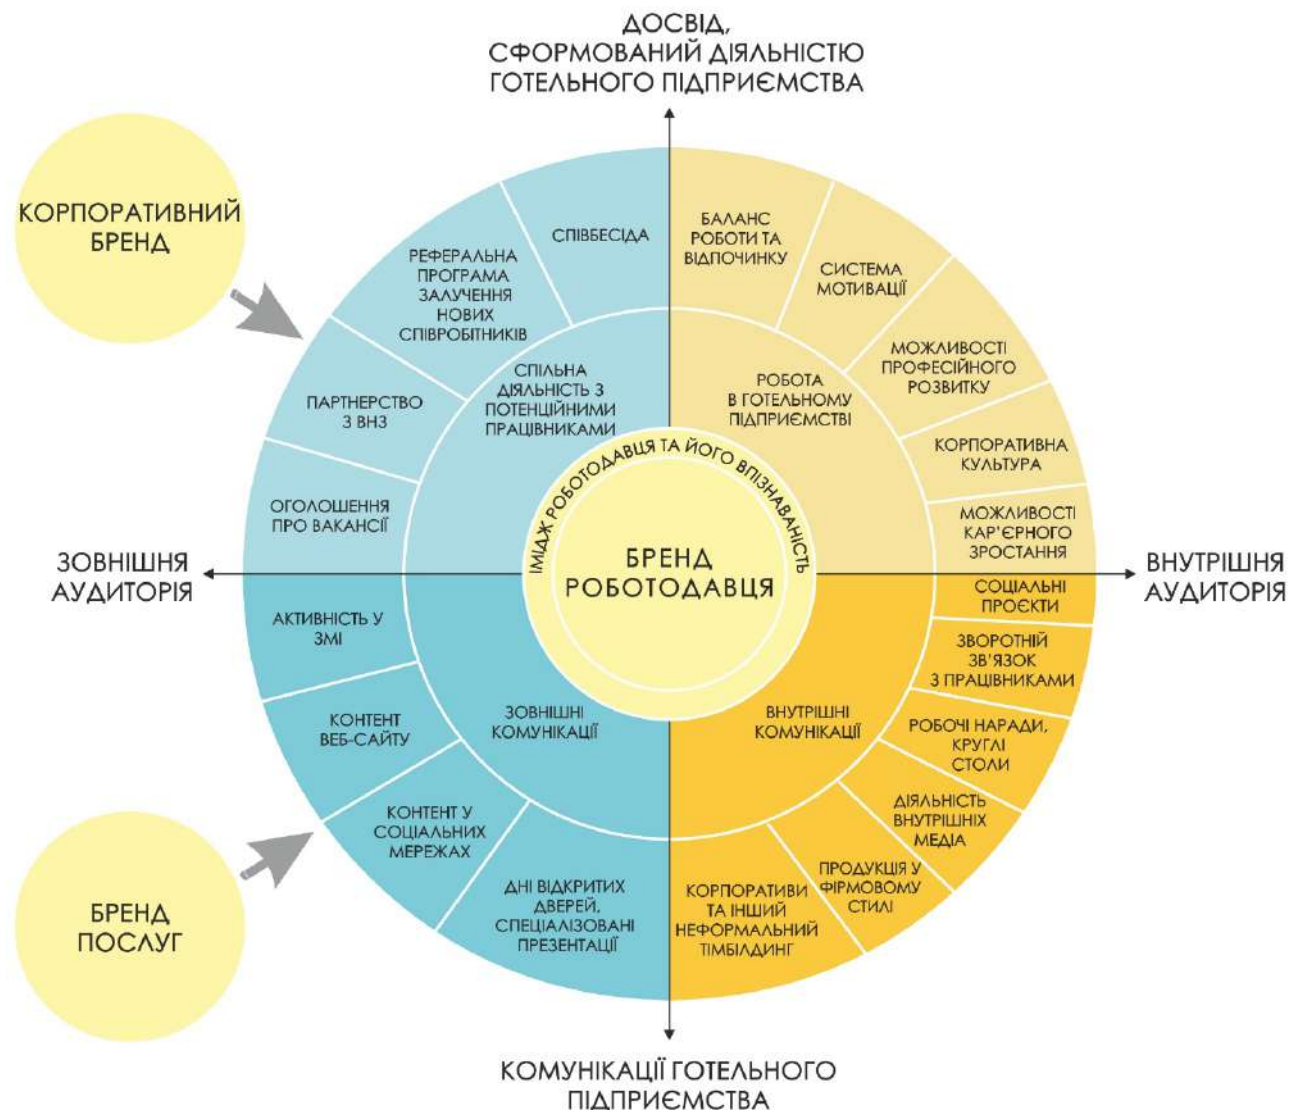 ДОСВІД,
СФОРМОВАНИЙ ДІЯЛЬНІСТЮ
ГОТЕЛЬНОГО ПІДПРИЄМСТВА
КОРПОРАТИВНИЙ
БРЕНД
СПІВБЕСІДА
РЕФЕРАЛЬНА
ПРОГРАМА
ЗАЛУЧЕННЯ
НОВИХ
СПІВРОБІТНИКІВ
ПАРТНЕРСТВО
З ВНЗ
ОГОЛОШЕННЯ
ПРО ВАКАНСІЇ
СПІЛЬНА
ДІЯЛЬНІСТЬ З
ПОТЕНЦІЙНИМИ
ПРАЦІВНИКАМИ
БАЛАНС
РОБОТИ ТА
ВІДПОЧИНКУ
СИСТЕМА
МОТИВАЦІЇ
МОЖЛИВОСТІ
ПРОФЕСІЙНОГО
РОЗВИТКУ
КОРПОРАТИВНА
КУЛЬТУРА
МОЖЛИВОСТІ
КАР’ЄРНОГО
ЗРОСТАННЯ
РОБОТА
В ГОТЕЛЬНОМУ
ПІДПРИЄМСТВІ
ІМІДЖ РОБОТОДАВЦЯ ТА ЙОГО ВПІЗНАВАНІСТЬ
БРЕНД
РОБОТОДАВЦЯ
ЗОВНІШНЯ
АУДИТОРІЯ
ВНУТРІШНЯ
АУДИТОРІЯ
АКТИВНІСТЬ У
ЗМІ
КОНТЕНТ
ВЕБ-САЙТУ
КОНТЕНТ У
СОЦІАЛЬНИХ
МЕРЕЖАХ
ДНІ ВІДКРИТИХ
ДВЕРЕЙ,
СПЕЦІАЛІЗОВАНІ
ПРЕЗЕНТАЦІЇ
ЗОВНІШНІ
КОМУНІКАЦІЇ
ВНУТРІШНІ
КОМУНІКАЦІЇ
СОЦІАЛЬНІ
ПРОЄКТИ
ЗВОРОТНІЙ
ЗВ’ЯЗОК
З ПРАЦІВНИКАМИ
РОБОЧІ НАРАДИ,
КРУГЛІ
СТОЛИ
ДІЯЛЬНІСТЬ
ВНУТРІШНІХ
МЕДІА
ПРОДУКЦІЯ У
ФІРМОВОМУ
СТИЛІ
КОРПОРАТИВИ
ТА ІНШИЙ
НЕФОРМАЛЬНИЙ
ТІМБІЛДИНГ
БРЕНД
ПОСЛУГ
КОМУНІКАЦІЇ ГОТЕЛЬНОГО
ПІДПРИЄМСТВА